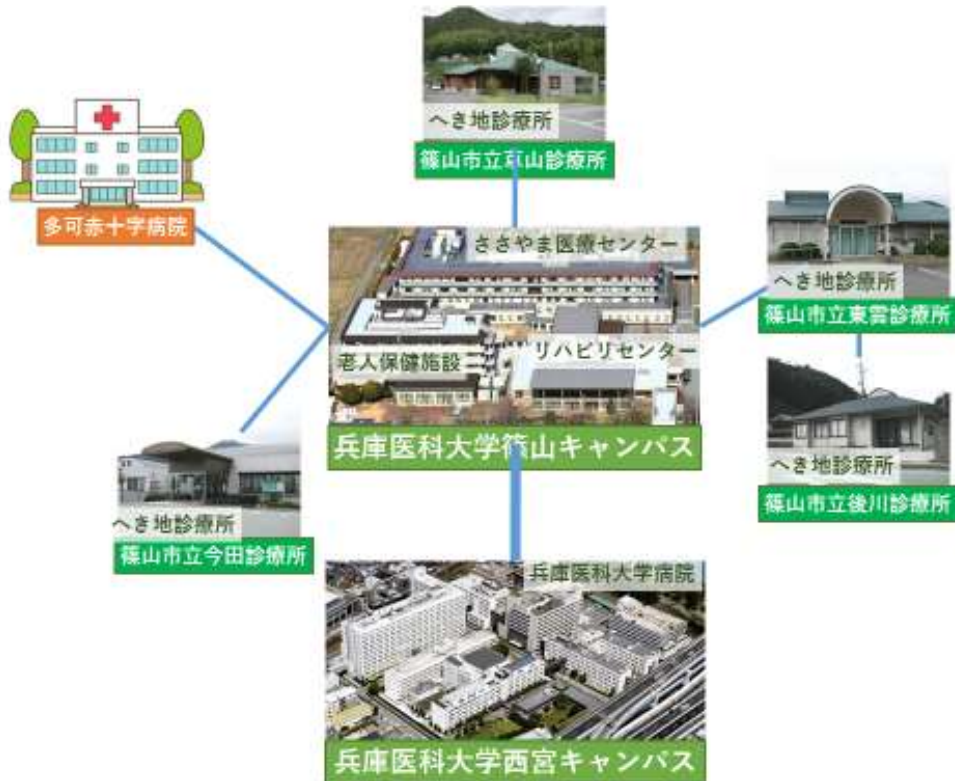 へき地診療所
篠山市立草山診療所
多可赤十字病院
ささやま医療センター
老人保健施設
リハビリセンター
兵庫医科大学篠山キャンパス
へき地診療所
篠山市立東雲診療所
へき地診療所
篠山市立後川診療所
へき地診療所
篠山市立今田診療所
兵庫医科大学病院
兵庫医科大学西宮キャンパス